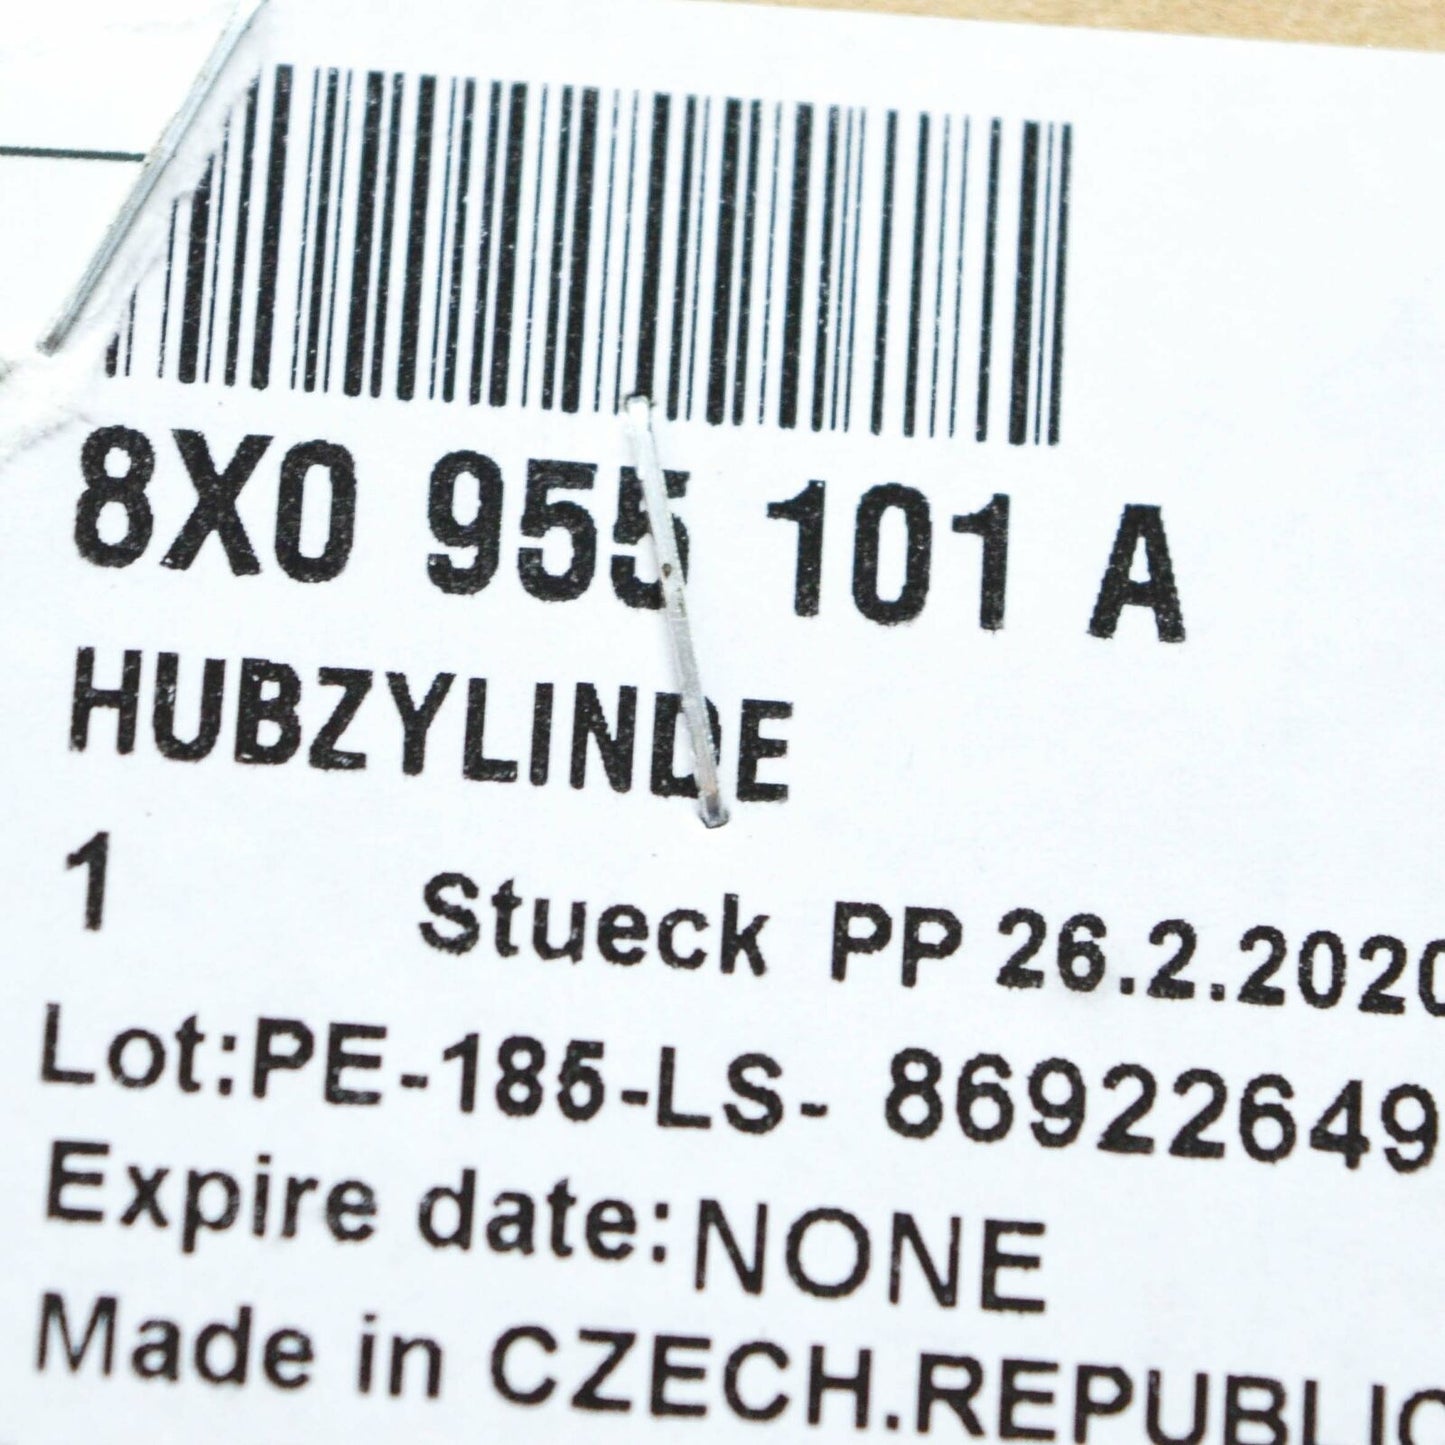 8X0 955 101 A
HUBZYLINDE
1 Stueck PP 26.2.2020
Lot:PE-185-LS- 86922649
Expire date:NONE
Made in CZECH.REPUBLIC